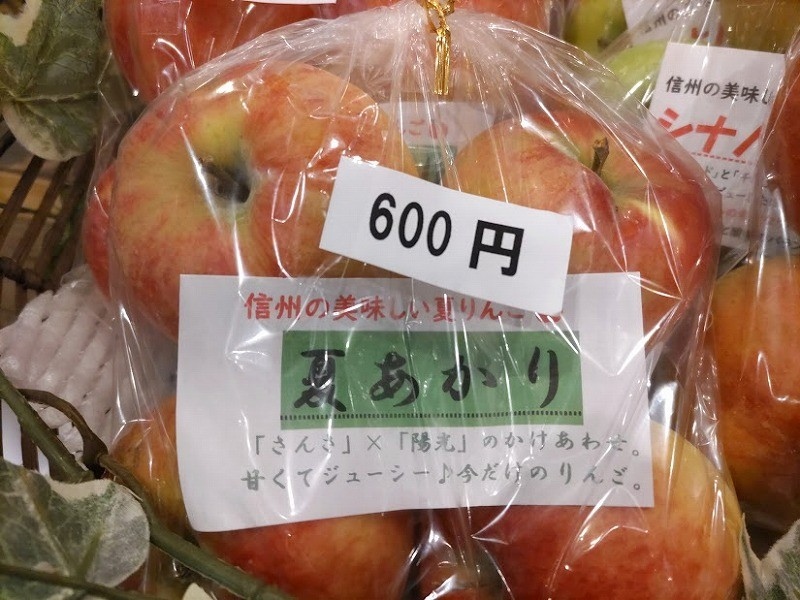 600 円
信州の美味しい夏りんご
夏あかり
「さんさ」×「陽光」のかけあわせ。
甘くてジューシー♪今だけのりんご。
信州の美味し
シナノ